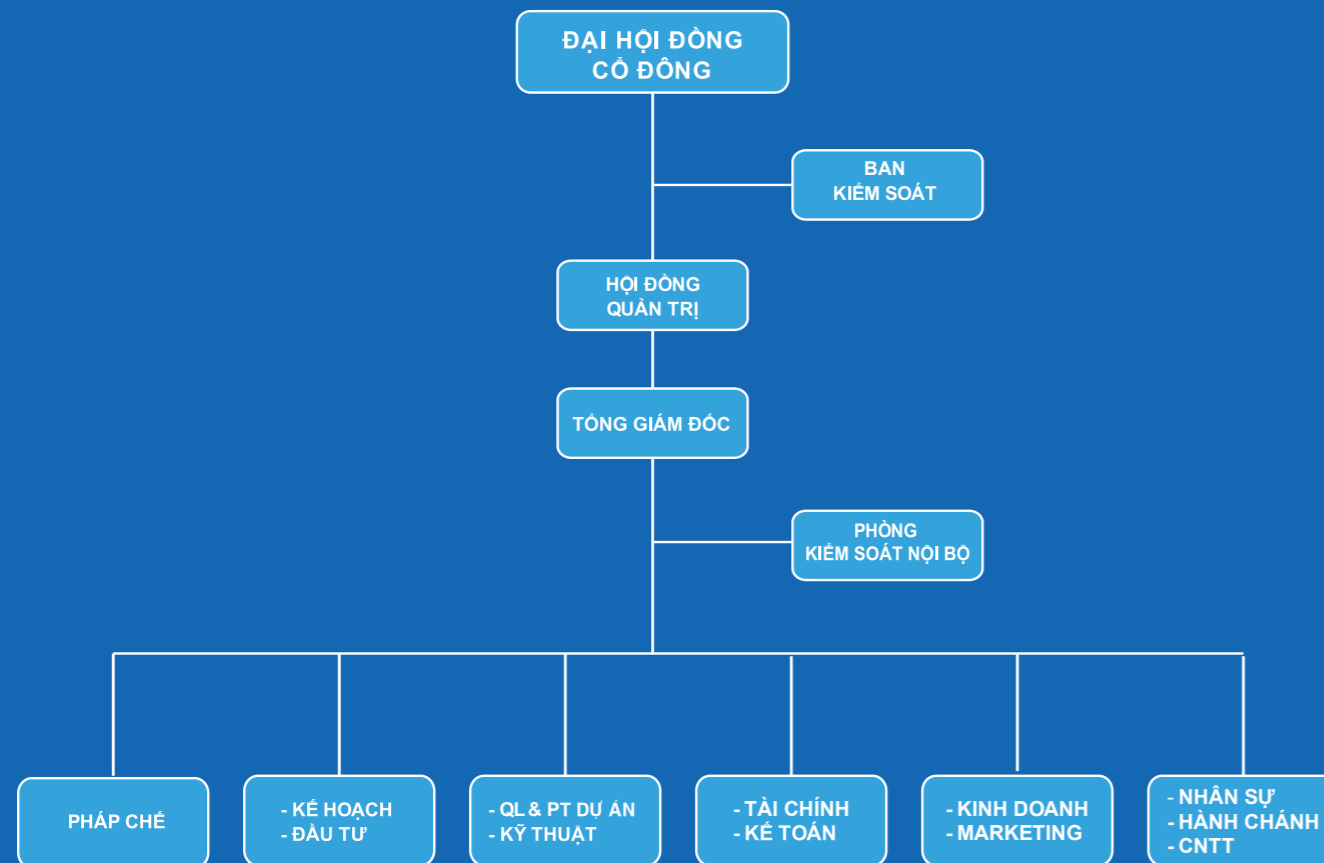 ĐẠI HỘI ĐỒNG
CỔ ĐÔNG
BAN
KIỂM SOÁT
HỘI ĐỒNG
QUẢN TRỊ
TỔNG GIÁM ĐỐC
PHÒNG
KIỂM SOÁT NỘI BỘ
PHÁP CHẾ
- KẾ HOẠCH
- ĐẦU TƯ
- QL & PT DỰ ÁN
- KỸ THUẬT
- TÀI CHÍNH
- KẾ TOÁN
- KINH DOANH
- MARKETING
- NHÂN SỰ
- HÀNH CHÁNH
- CNTT